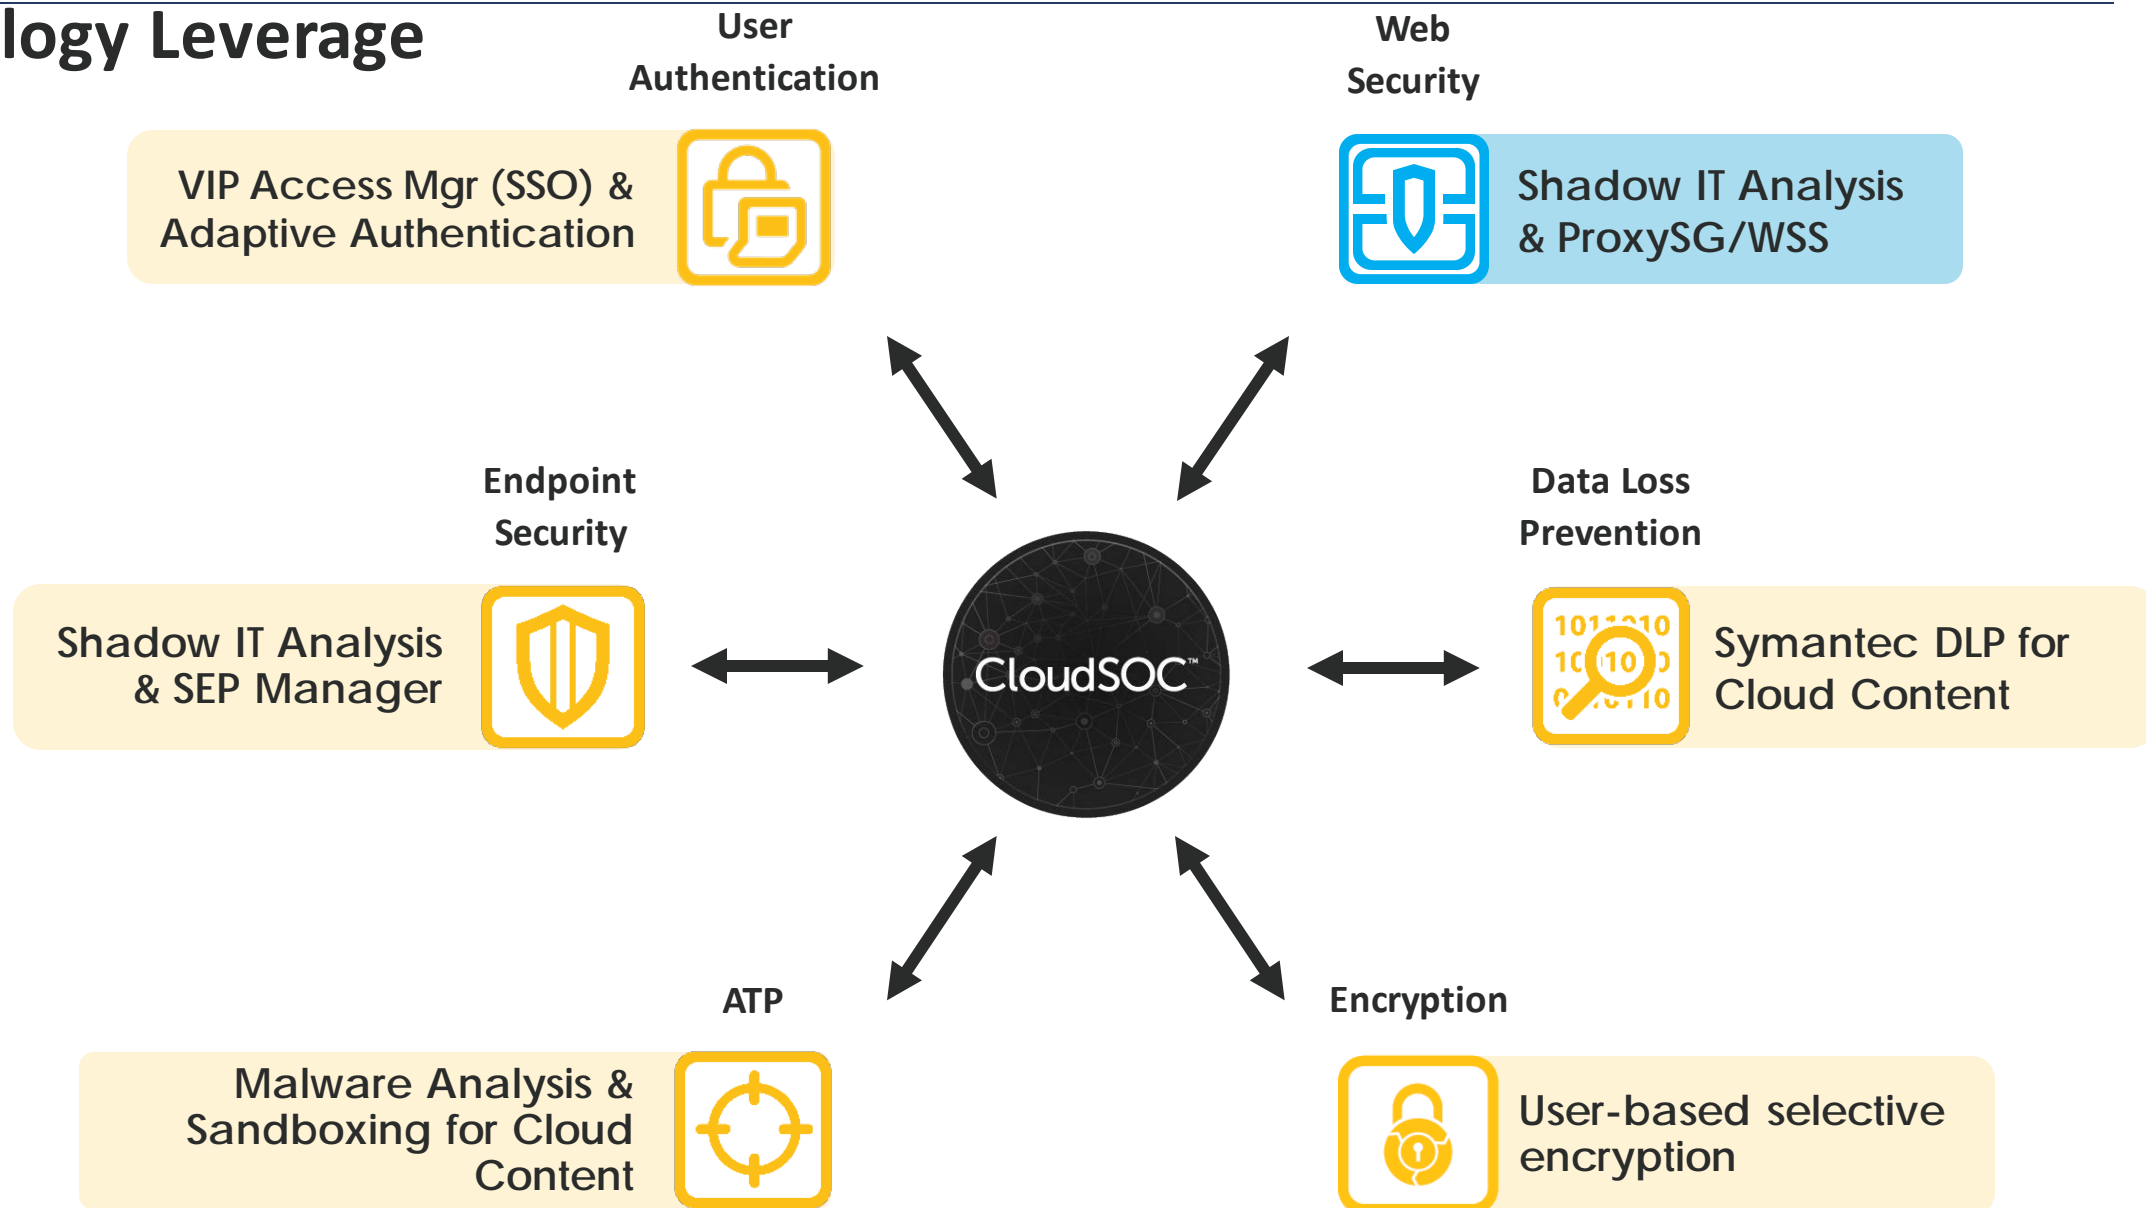 logy Leverage
User
Authentication
Web
Security
VIP Access Mgr (SSO) &
Adaptive Authentication
Shadow IT Analysis
& ProxySG/WSS
Endpoint
Security
Data Loss
Prevention
Shadow IT Analysis
& SEP Manager
CloudSOC™
Symantec DLP for
Cloud Content
ATP
Encryption
Malware Analysis &
Sandboxing for Cloud
Content
User-based selective
encryption